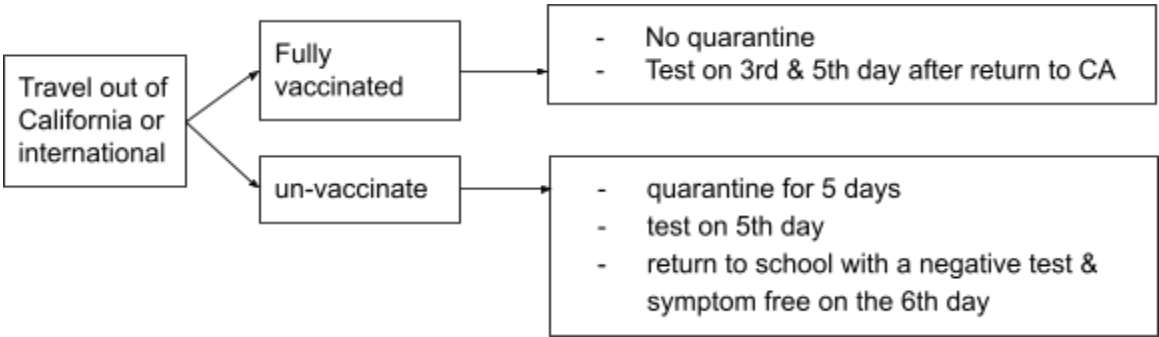 Travel out of
California or
international
Fully
vaccinated
- No quarantine
- Test on 3rd & 5th day after return to CA
un-vaccinate
- quarantine for 5 days
- test on 5th day
- return to school with a negative test &
symptom free on the 6th day